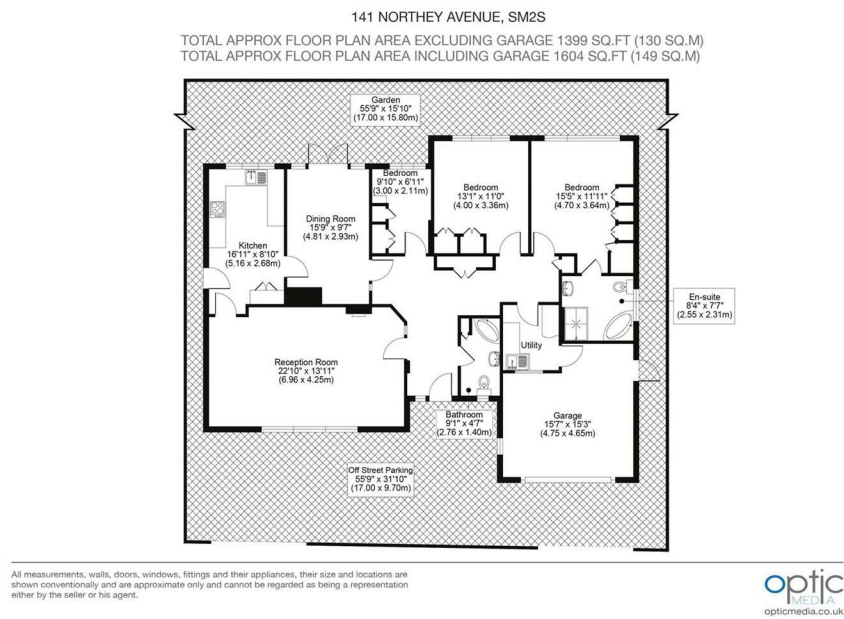 141 NORTHEY AVENUE, SM2S
TOTAL APPROX FLOOR PLAN AREA EXCLUDING GARAGE 1399 SQ.FT (130 SQ.M)
TOTAL APPROX FLOOR PLAN AREA INCLUDING GARAGE 1604 SQ.FT (149 SQ.M)
Garden
55'9" x 15'10"
(17.00 x 15.80m)
Bedroom
9'10" x 6'11"
(3.00 x 2.11m)
Bedroom
13'1" x 11'0"
(4.00 x 3.36m)
Bedroom
15'5" x 11'11"
(4.70 x 3.64m)
Dining Room
15'9" x 9'7"
(4.81 x 2.93m)
Kitchen
16'11" x 8'10"
(5.16 x 2.68m)
En-suite
8'4" x 7'7"
(2.55 x 2.31m)
Utility
Reception Room
22'10" x 13'11"
(6.96 x 4.25m)
Bathroom
9'1" x 4'7"
(2.76 x 1.40m)
Garage
15'7" x 15'3"
(4.75 x 4.65m)
Off Street Parking
55'9" x 31'10"
(17.00 x 9.70m)
All measurements, walls, doors, windows, fittings and their appliances, their size and locations are
shown conventionally and are approximate only and cannot be regarded as being a representation
either by the seller or his agent.
optic
MEDIA
opticmedia.co.uk